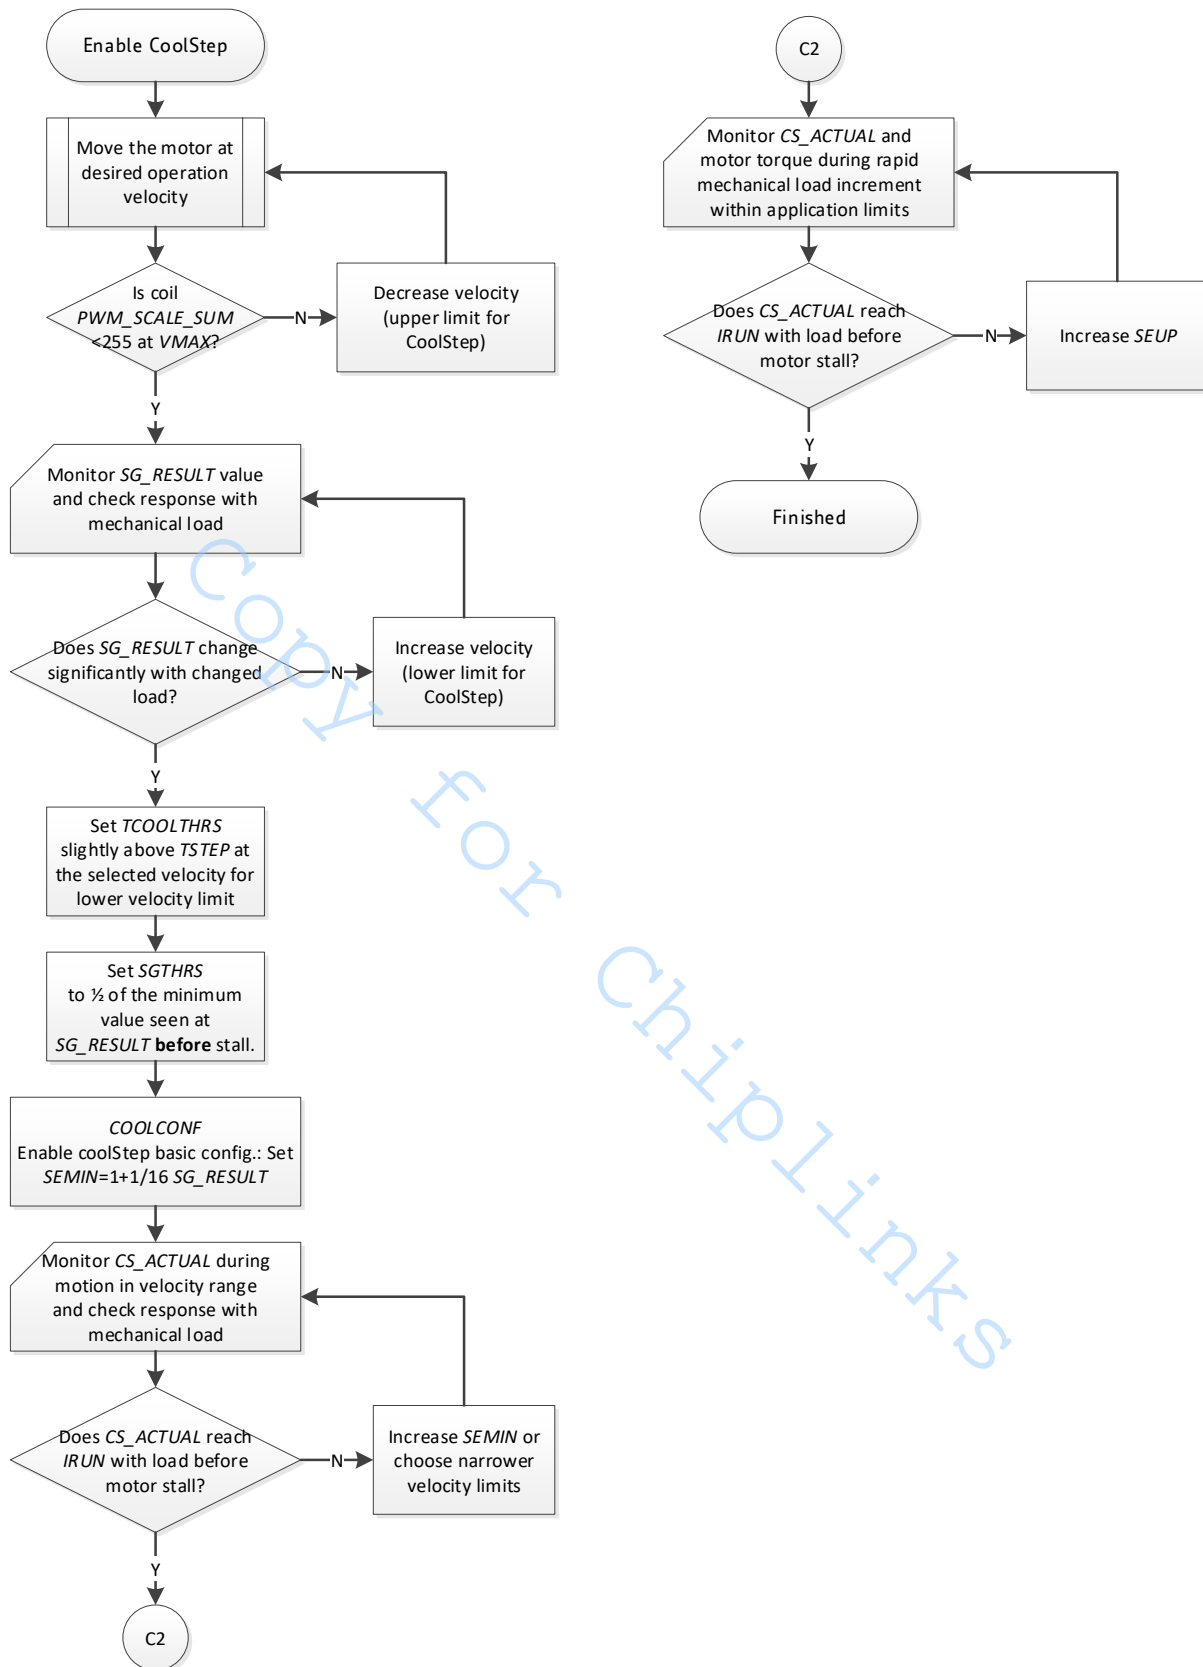 Enable CoolStep
Move the motor at
desired operation
velocity
Is coil
PWM_SCALE_SUM
<255 at VMAX?
N
Decrease velocity
(upper limit for
CoolStep)
Y
Monitor SG_RESULT value
and check response with
mechanical load
Does SG_RESULT change
significantly with changed
load?
N
Increase velocity
(lower limit for
CoolStep)
Y
Set TCOOLTHRS
slightly above TSTEP at
the selected velocity for
lower velocity limit
Set SGTHRS
to ½ of the minimum
value seen at
SG_RESULT before stall.
COOLCONF
Enable coolStep basic config.: Set
SEMIN=1+1/16 SG_RESULT
Monitor CS_ACTUAL during
motion in velocity range
and check response with
mechanical load
Does CS_ACTUAL reach
IRUN with load before
motor stall?
N
Increase SEMIN or
choose narrower
velocity limits
Y
C2
C2
Monitor CS_ACTUAL and
motor torque during rapid
mechanical load increment
within application limits
Does CS_ACTUAL reach
IRUN with load before
motor stall?
N
Increase SEUP
Y
Finished
Copy for Chiplinks